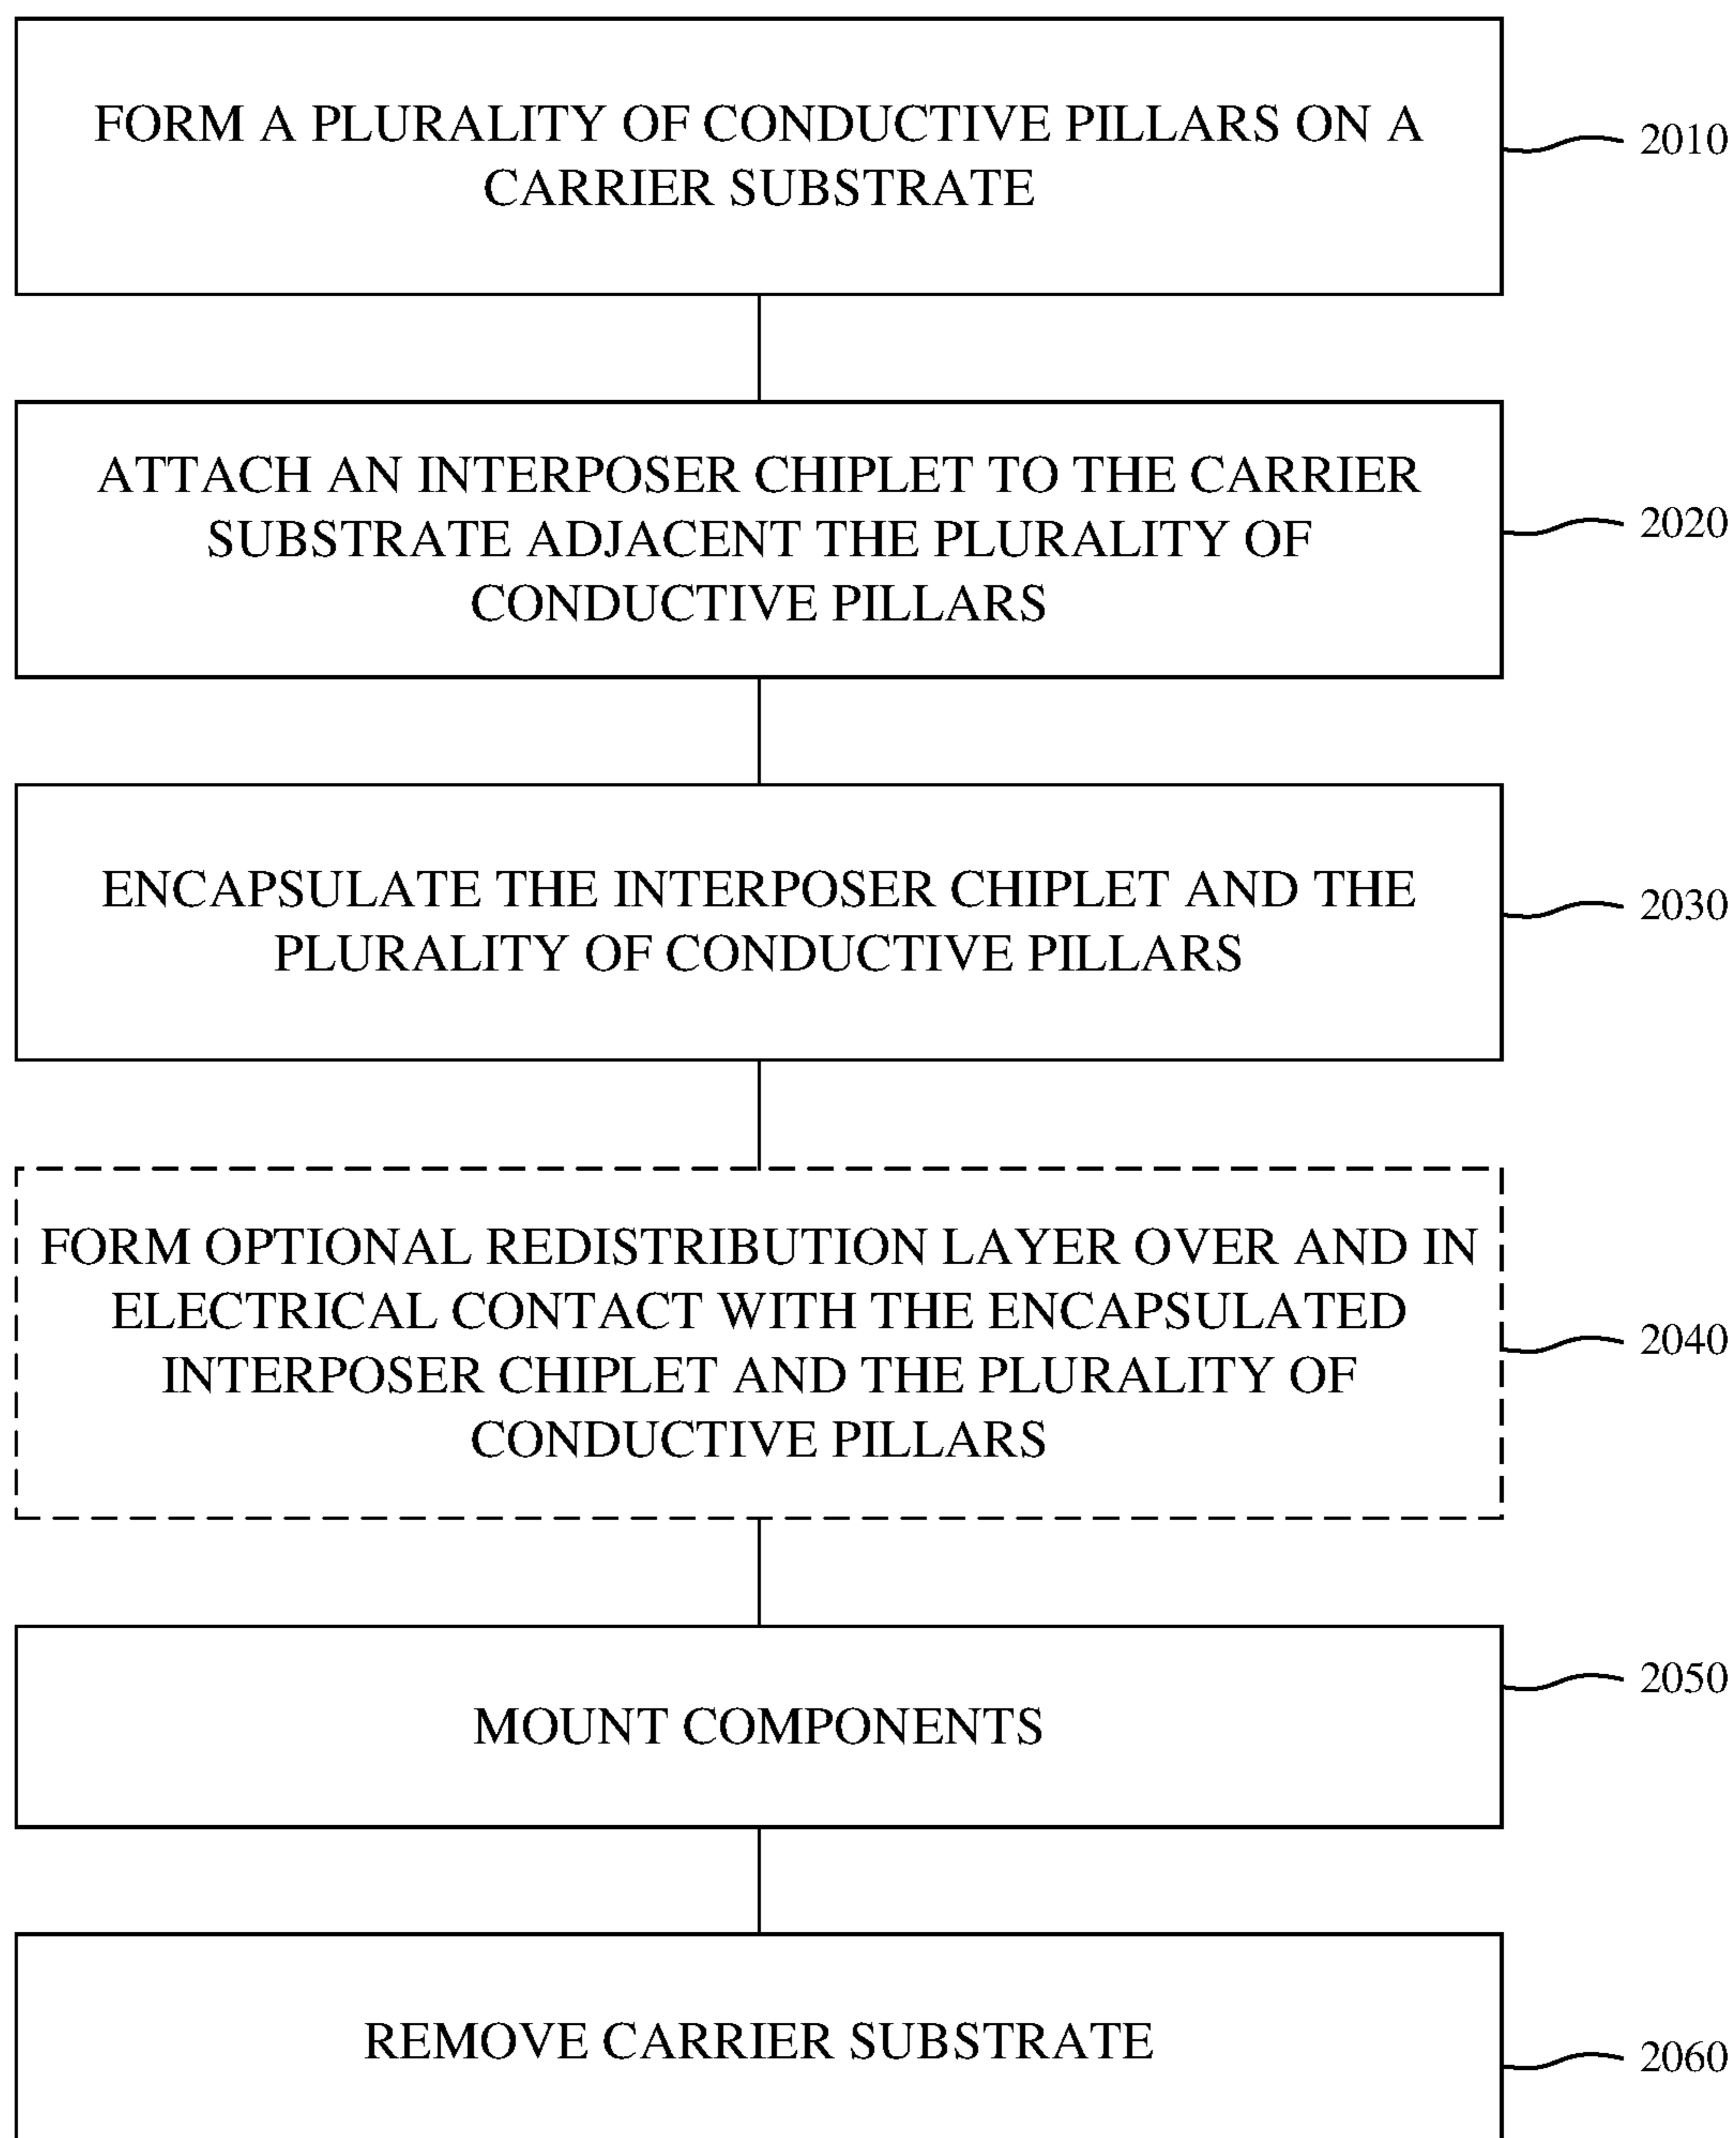 FORM A PLURALITY OF CONDUCTIVE PILLARS ON A
CARRIER SUBSTRATE
2010
ATTACH AN INTERPOSER CHIPLET TO THE CARRIER
SUBSTRATE ADJACENT THE PLURALITY OF
CONDUCTIVE PILLARS
2020
ENCAPSULATE THE INTERPOSER CHIPLET AND THE
PLURALITY OF CONDUCTIVE PILLARS
2030
FORM OPTIONAL REDISTRIBUTION LAYER OVER AND IN
ELECTRICAL CONTACT WITH THE ENCAPSULATED
INTERPOSER CHIPLET AND THE PLURALITY OF
CONDUCTIVE PILLARS
2040
MOUNT COMPONENTS
2050
REMOVE CARRIER SUBSTRATE
2060